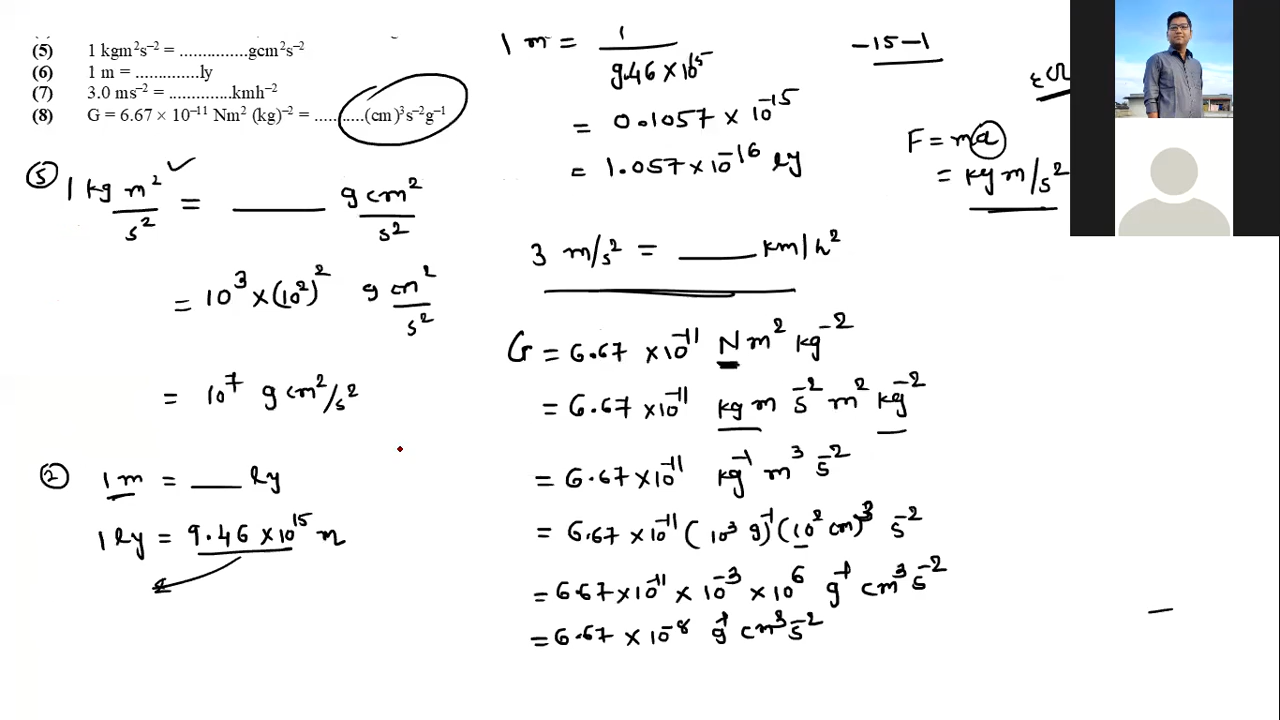 (5) 1 kgm²s⁻² = ...............gcm²s⁻²
(6) 1 m = ..............ly
(7) 3.0 ms⁻² = .............kmh⁻²
(8) G = 6.67 × 10⁻¹¹ Nm² (kg)⁻² = ...........(cm)³s⁻²g⁻¹
⑤ 1 kg m²/s² = ____ g cm²/s²
= 10³ × (10²)² g cm²/s²
= 10⁷ g cm²/s²
② 1 m = ___ ly
1 ly = 9.46 × 10¹⁵ m
1 m = 1/(9.46 × 10¹⁵)
= 0.1057 × 10⁻¹⁵
= 1.057 × 10⁻¹⁶ ly
3 m/s² = ____ km/h²
G = 6.67 × 10⁻¹¹ N m² kg⁻²
= 6.67 × 10⁻¹¹ kg m s⁻² m² kg⁻²
= 6.67 × 10⁻¹¹ kg⁻¹ m³ s⁻²
= 6.67 × 10⁻¹¹ (10³ g)⁻¹ (10² cm)³ s⁻²
= 6.67 × 10⁻¹¹ × 10⁻³ × 10⁶ g⁻¹ cm³ s⁻²
= 6.67 × 10⁻⁸ g⁻¹ cm³ s⁻²
-15-1
F = ma
= kg m/s²